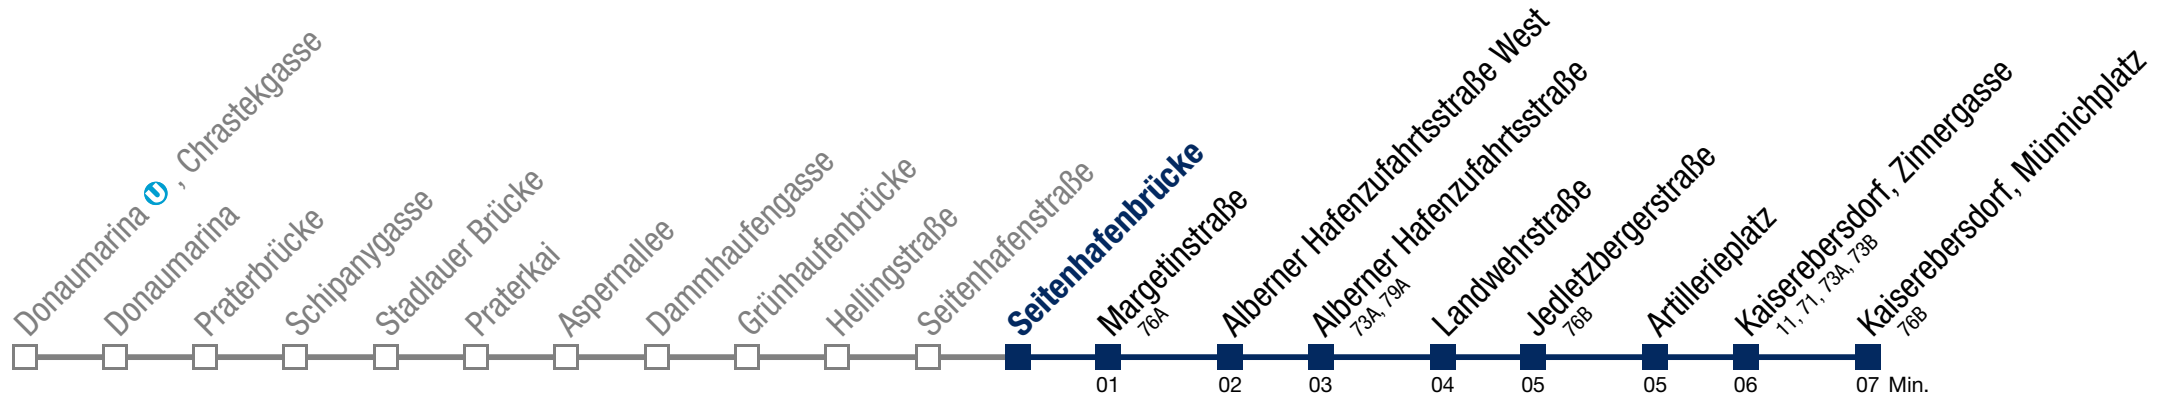 Donaumarina U, Chrastekgasse
Donaumarina
Praterbrücke
Schipanygasse
Stadlauer Brücke
Praterkai
Aspernallee
Dammhaufengasse
Grünhaufenbrücke
Hellingstraße
Seitenhafenstraße
Seitenhafenbrücke
Margetinstraße
76A
Alberner Hafenzufahrtsstraße West
Alberner Hafenzufahrtsstraße
73A, 79A
Landwehrstraße
Jedletzbergerstraße
76B
Artillerieplatz
Kaiserebersdorf, Zinnergasse
11, 71, 73A, 73B
Kaiserebersdorf, Münnichplatz
76B
01 02 03 04 05 05 06 07 Min.